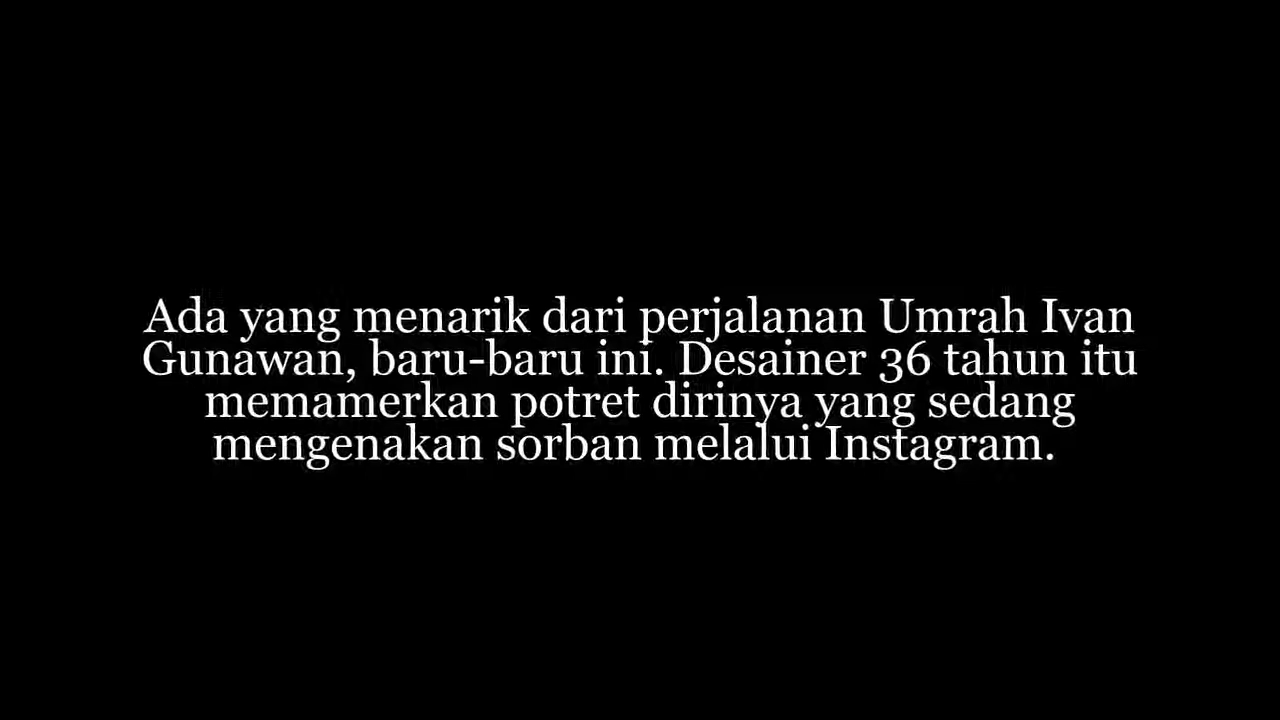 Ada yang menarik dari perjalanan Umrah Ivan
Gunawan, baru-baru ini. Desainer 36 tahun itu
memamerkan potret dirinya yang sedang
mengenakan sorban melalui Instagram.